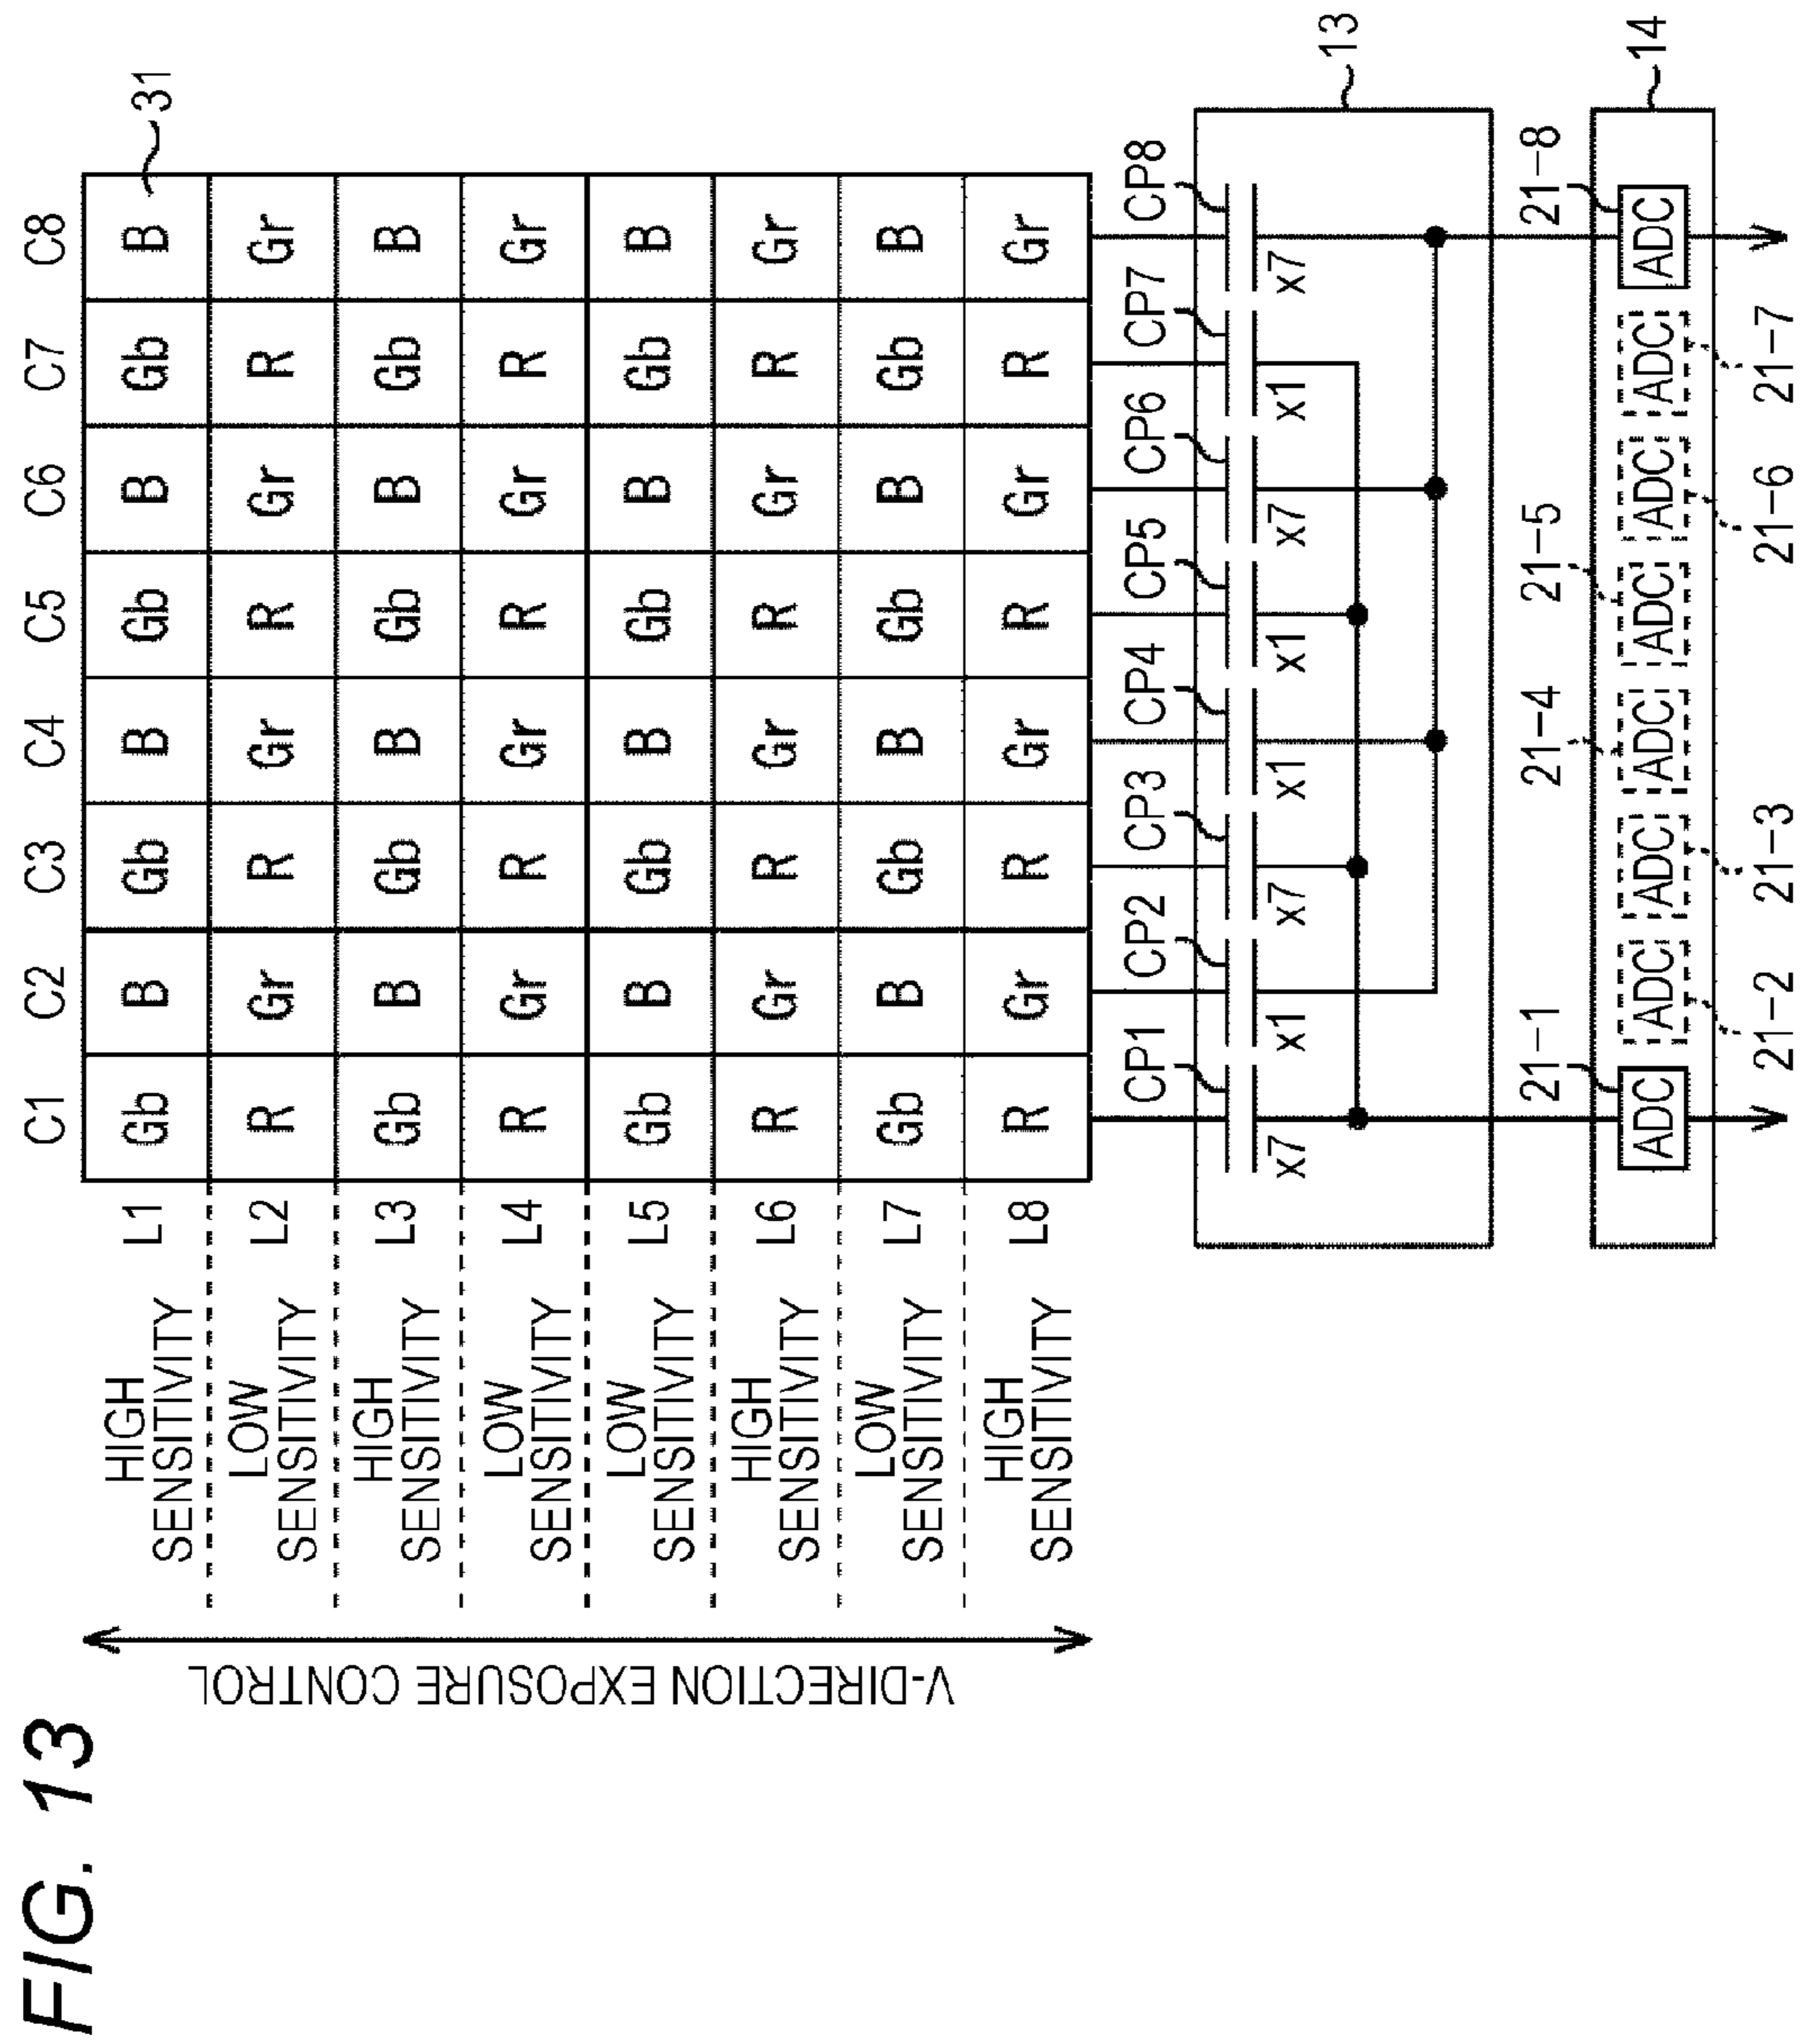 FIG. 13
C1 C2 C3 C4 C5 C6 C7 C8
HIGH SENSITIVITY L1 Gb B Gb B Gb B Gb B 31
LOW SENSITIVITY L2 R Gr R Gr R Gr R Gr
HIGH SENSITIVITY L3 Gb B Gb B Gb B Gb B
LOW SENSITIVITY L4 R Gr R Gr R Gr R Gr
LOW SENSITIVITY L5 Gb B Gb B Gb B Gb B
HIGH SENSITIVITY L6 R Gr R Gr R Gr R Gr
LOW SENSITIVITY L7 Gb B Gb B Gb B Gb B
HIGH SENSITIVITY L8 R Gr R Gr R Gr R Gr
V-DIRECTION EXPOSURE CONTROL
CP1 CP2 CP3 CP4 CP5 CP6 CP7 CP8
x7 x1 x7 x1 x1 x7 x1 x7
13
21-1 21-4 21-5 21-8
ADC ADC ADC ADC ADC ADC ADC ADC
14
21-2 21-3 21-6 21-7